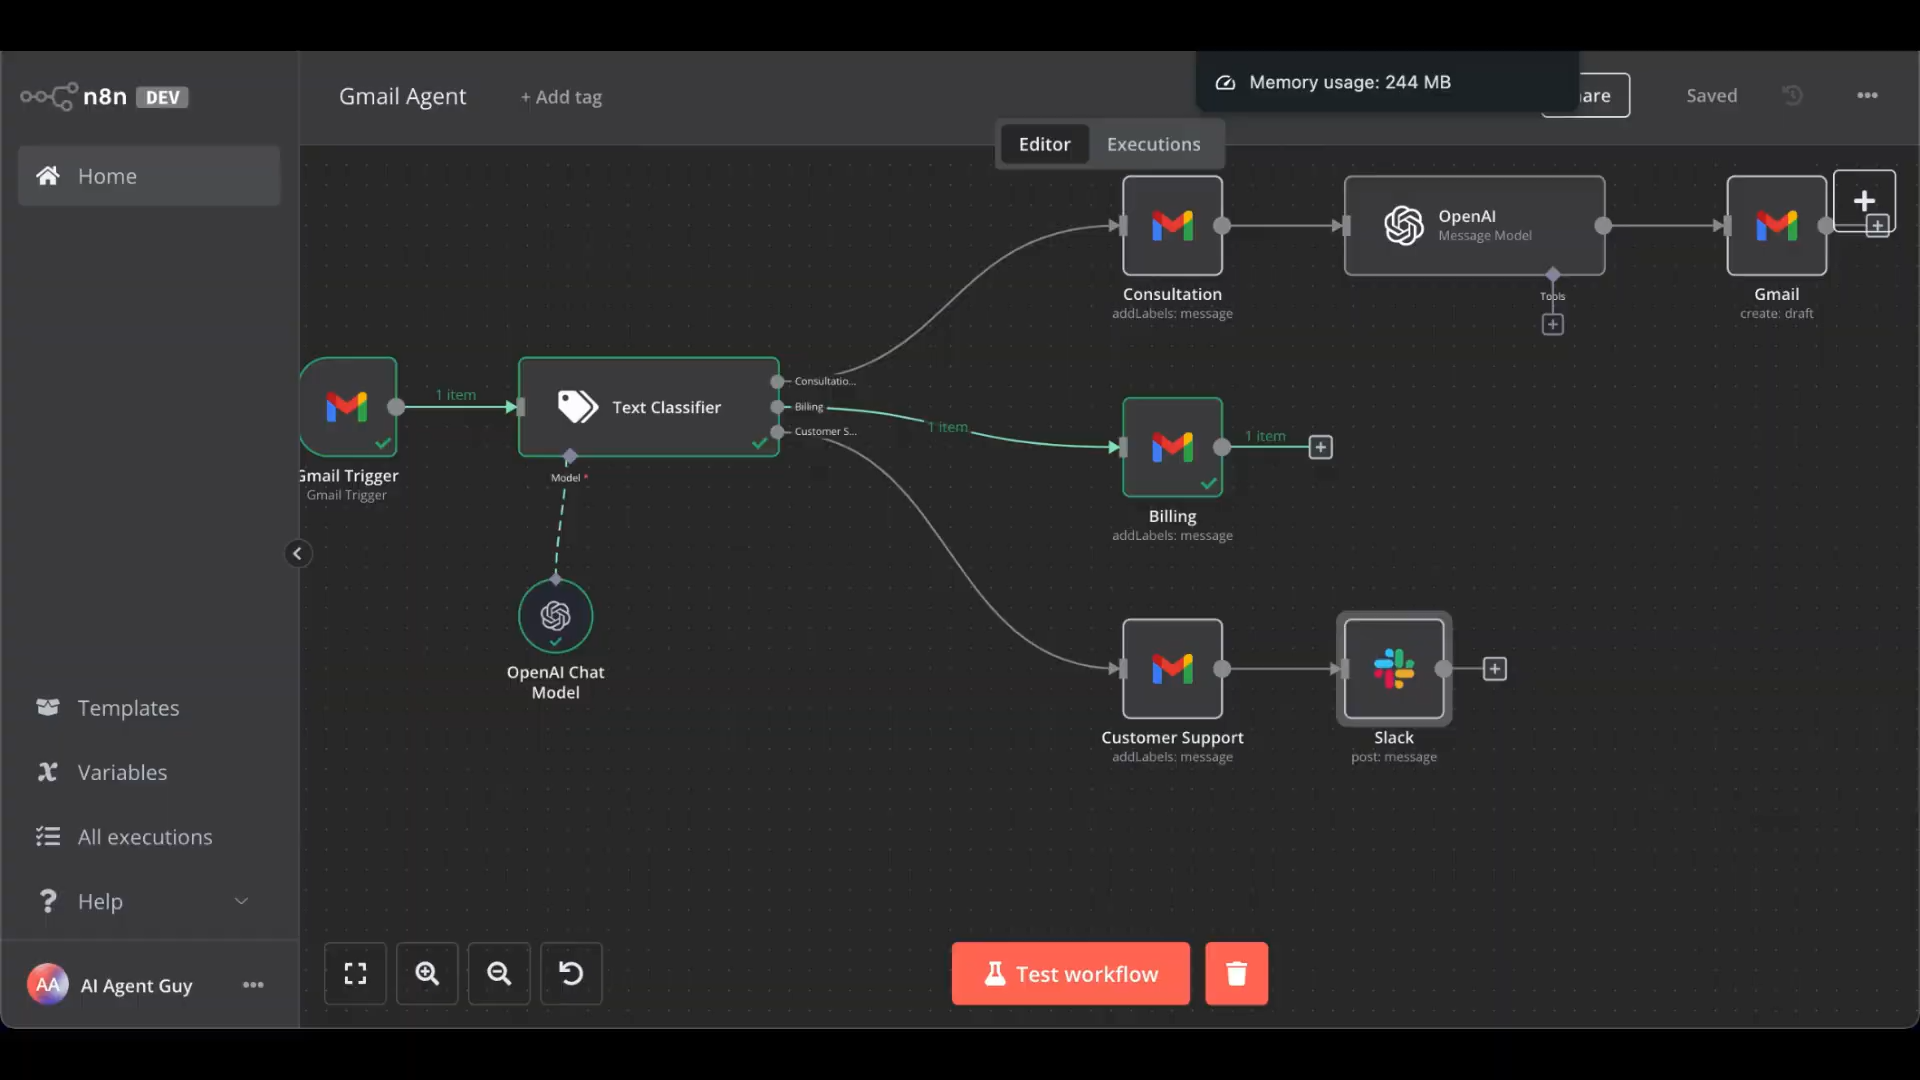 n8n DEV
Gmail Agent
+ Add tag
Memory usage: 244 MB
are
Saved
Editor
Executions
Home
OpenAI
Message Model
Tools
Consultation
addLabels: message
Gmail
create: draft
1 item
Text Classifier
Consultatio...
Billing
Customer S...
1 item
1 item
Gmail Trigger
Gmail Trigger
Model *
Billing
addLabels: message
OpenAI Chat
Model
Customer Support
addLabels: message
Slack
post: message
Templates
Variables
All executions
Help
AA
AI Agent Guy
Test workflow